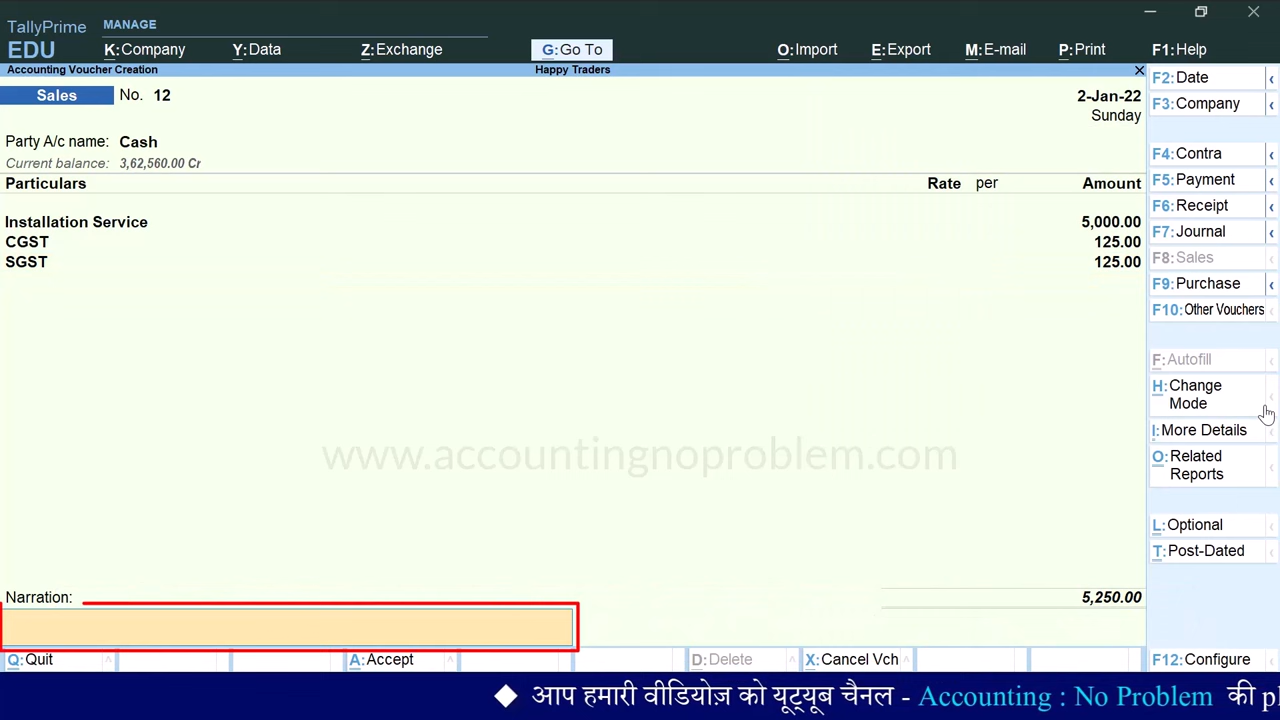 TallyPrime
EDU
MANAGE
K:Company Y:Data Z:Exchange G:Go To O:Import E:Export M:E-mail P:Print F1:Help
Accounting Voucher Creation Happy Traders
Sales No. 12 2-Jan-22
Sunday
Party A/c name: Cash
Current balance: 3,62,560.00 Cr
Particulars Rate per Amount
Installation Service 5,000.00
CGST 125.00
SGST 125.00
www.accountingnoproblem.com
Narration: 5,250.00
Q:Quit A:Accept D:Delete X:Cancel Vch
F2:Date
F3:Company
F4:Contra
F5:Payment
F6:Receipt
F7:Journal
F8:Sales
F9:Purchase
F10:Other Vouchers
F:Autofill
H:Change
Mode
I:More Details
O:Related
Reports
L:Optional
T:Post-Dated
F12:Configure
◆ आप हमारी वीडियोज़ को यूट्यूब चैनल - Accounting : No Problem की